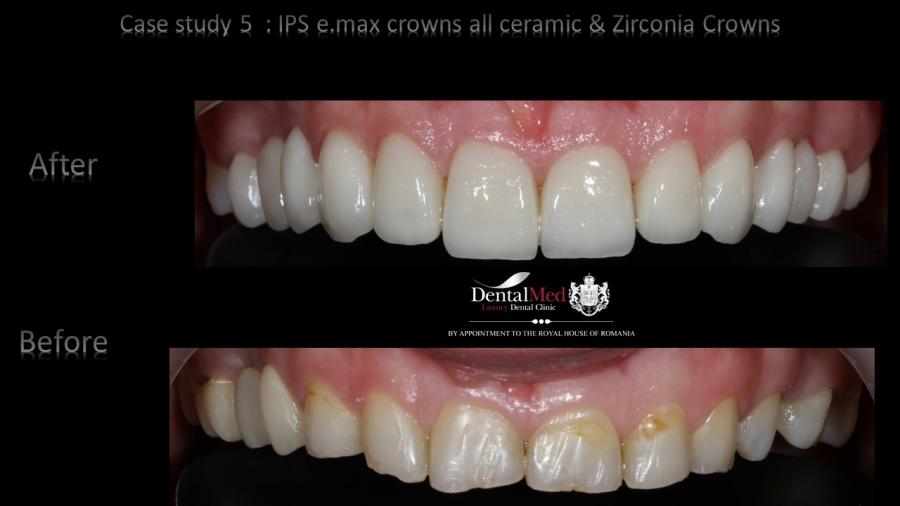 Case study 5 : IPS e.max crowns all ceramic & Zirconia Crowns
After
DentalMed
Luxury Dental Clinic
BY APPOINTMENT TO THE ROYAL HOUSE OF ROMANIA
Before